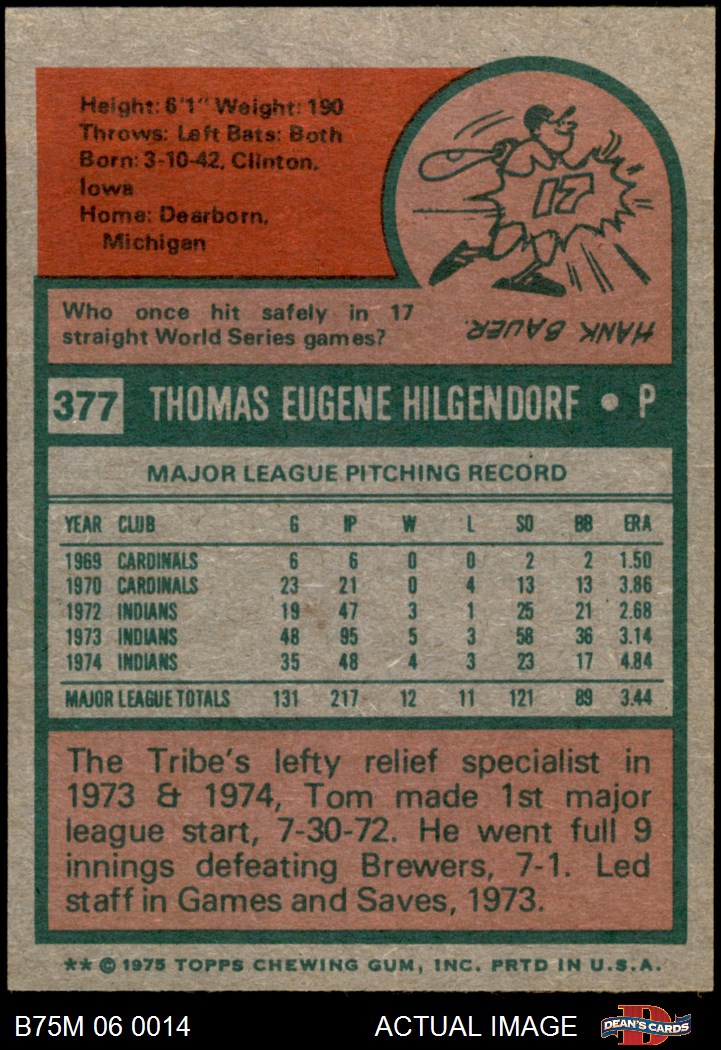 Height: 6'1" Weight: 190
Throws: Left Bats: Both
Born: 3-10-42, Clinton,
Iowa
Home: Dearborn,
Michigan
17
Who once hit safely in 17
straight World Series games?
HANK BAUER.
377 THOMAS EUGENE HILGENDORF • P
MAJOR LEAGUE PITCHING RECORD
YEAR CLUB G IP W L SO BB ERA
1969 CARDINALS 6 6 0 0 2 2 1.50
1970 CARDINALS 23 21 0 4 13 13 3.86
1972 INDIANS 19 47 3 1 25 21 2.68
1973 INDIANS 48 95 5 3 58 36 3.14
1974 INDIANS 35 48 4 3 23 17 4.84
MAJOR LEAGUE TOTALS 131 217 12 11 121 89 3.44
The Tribe's lefty relief specialist in
1973 & 1974, Tom made 1st major
league start, 7-30-72. He went full 9
innings defeating Brewers, 7-1. Led
staff in Games and Saves, 1973.
** © 1975 TOPPS CHEWING GUM, INC. PRTD IN U.S.A.
B75M 06 0014 ACTUAL IMAGE D DEAN'S CARDS